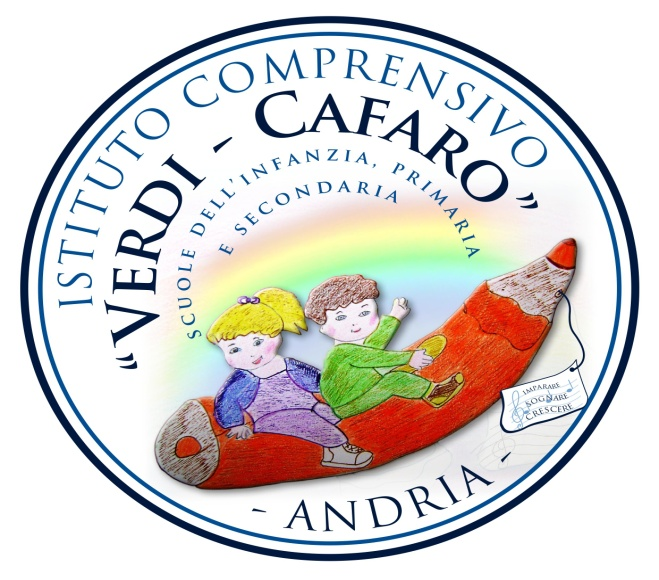 ISTITUTO COMPRENSIVO
"VERDI - CAFARO"
SCUOLE DELL'INFANZIA, PRIMARIA
E SECONDARIA
IMPARARE
SOGNARE
CRESCERE
- ANDRIA -